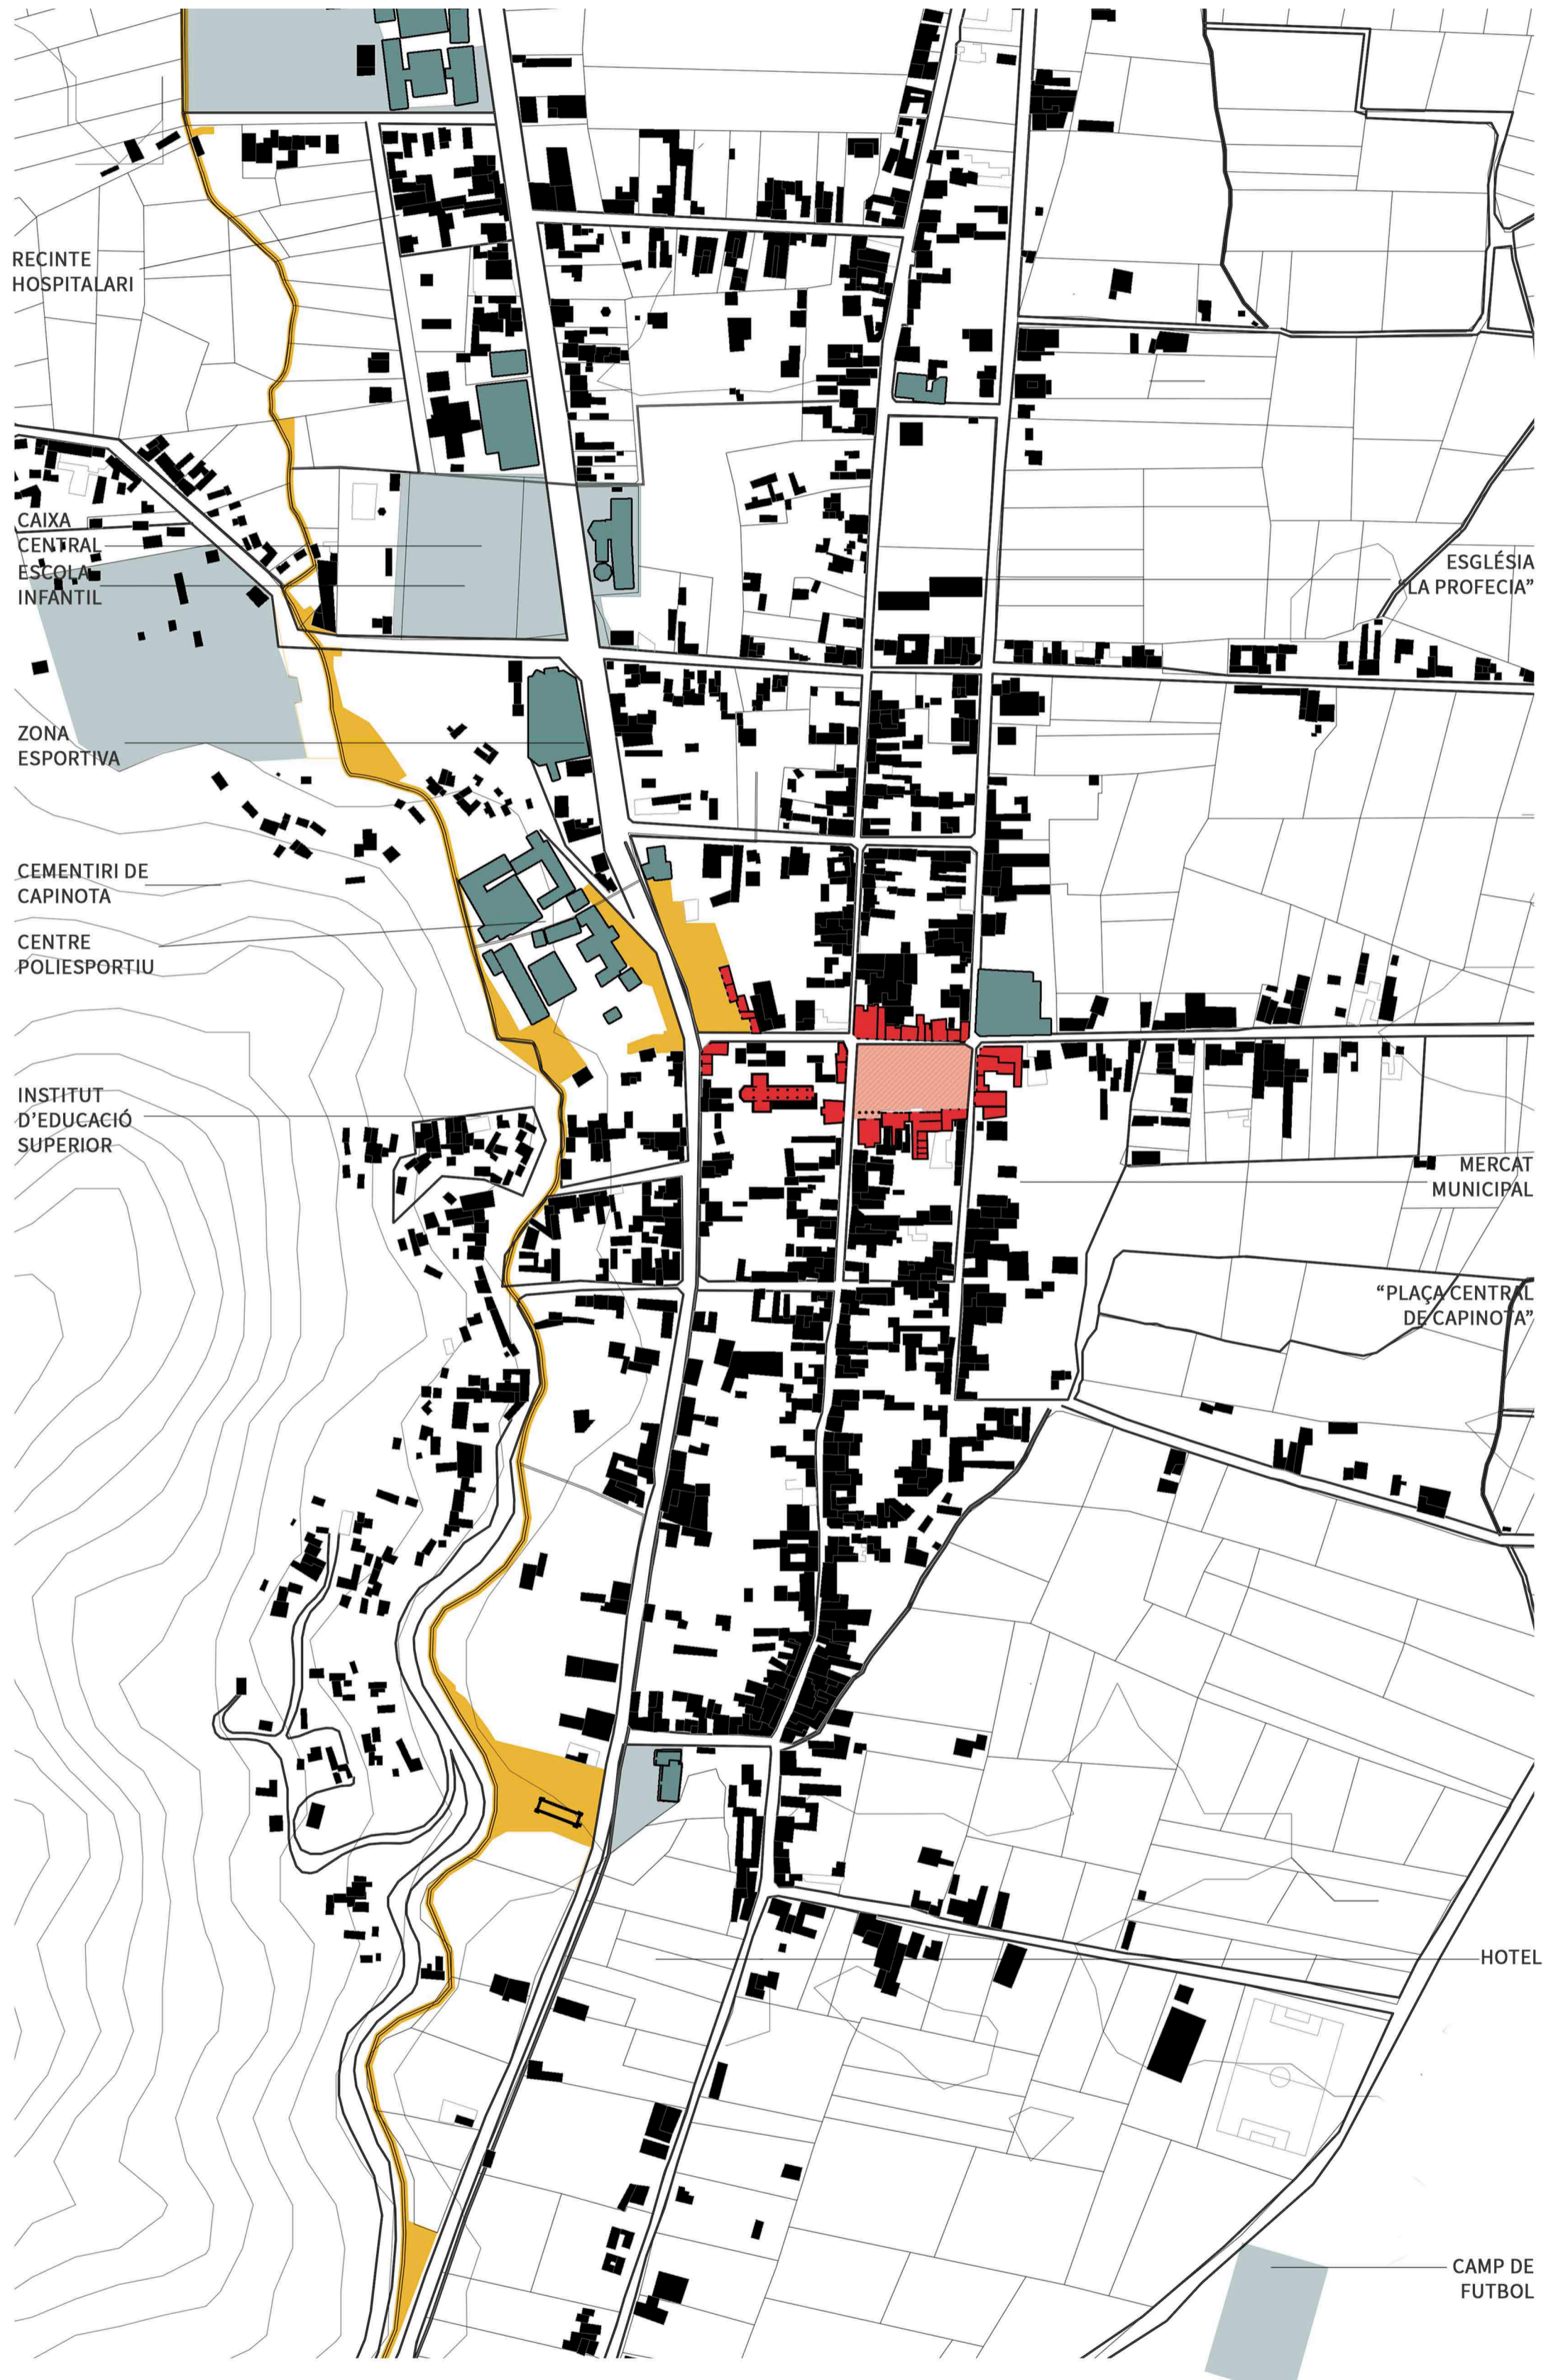 RECINTE
HOSPITALARI
CAIXA
CENTRAL
ESCOLA
INFANTIL
ESGLÉSIA
“LA PROFECIA”
ZONA
ESPORTIVA
CEMENTIRI DE
CAPINOTA
CENTRE
POLIESPORTIU
INSTITUT
D’EDUCACIÓ
SUPERIOR
MERCAT
MUNICIPAL
“PLAÇA CENTRAL
DE CAPINOTA”
HOTEL
CAMP DE
FUTBOL